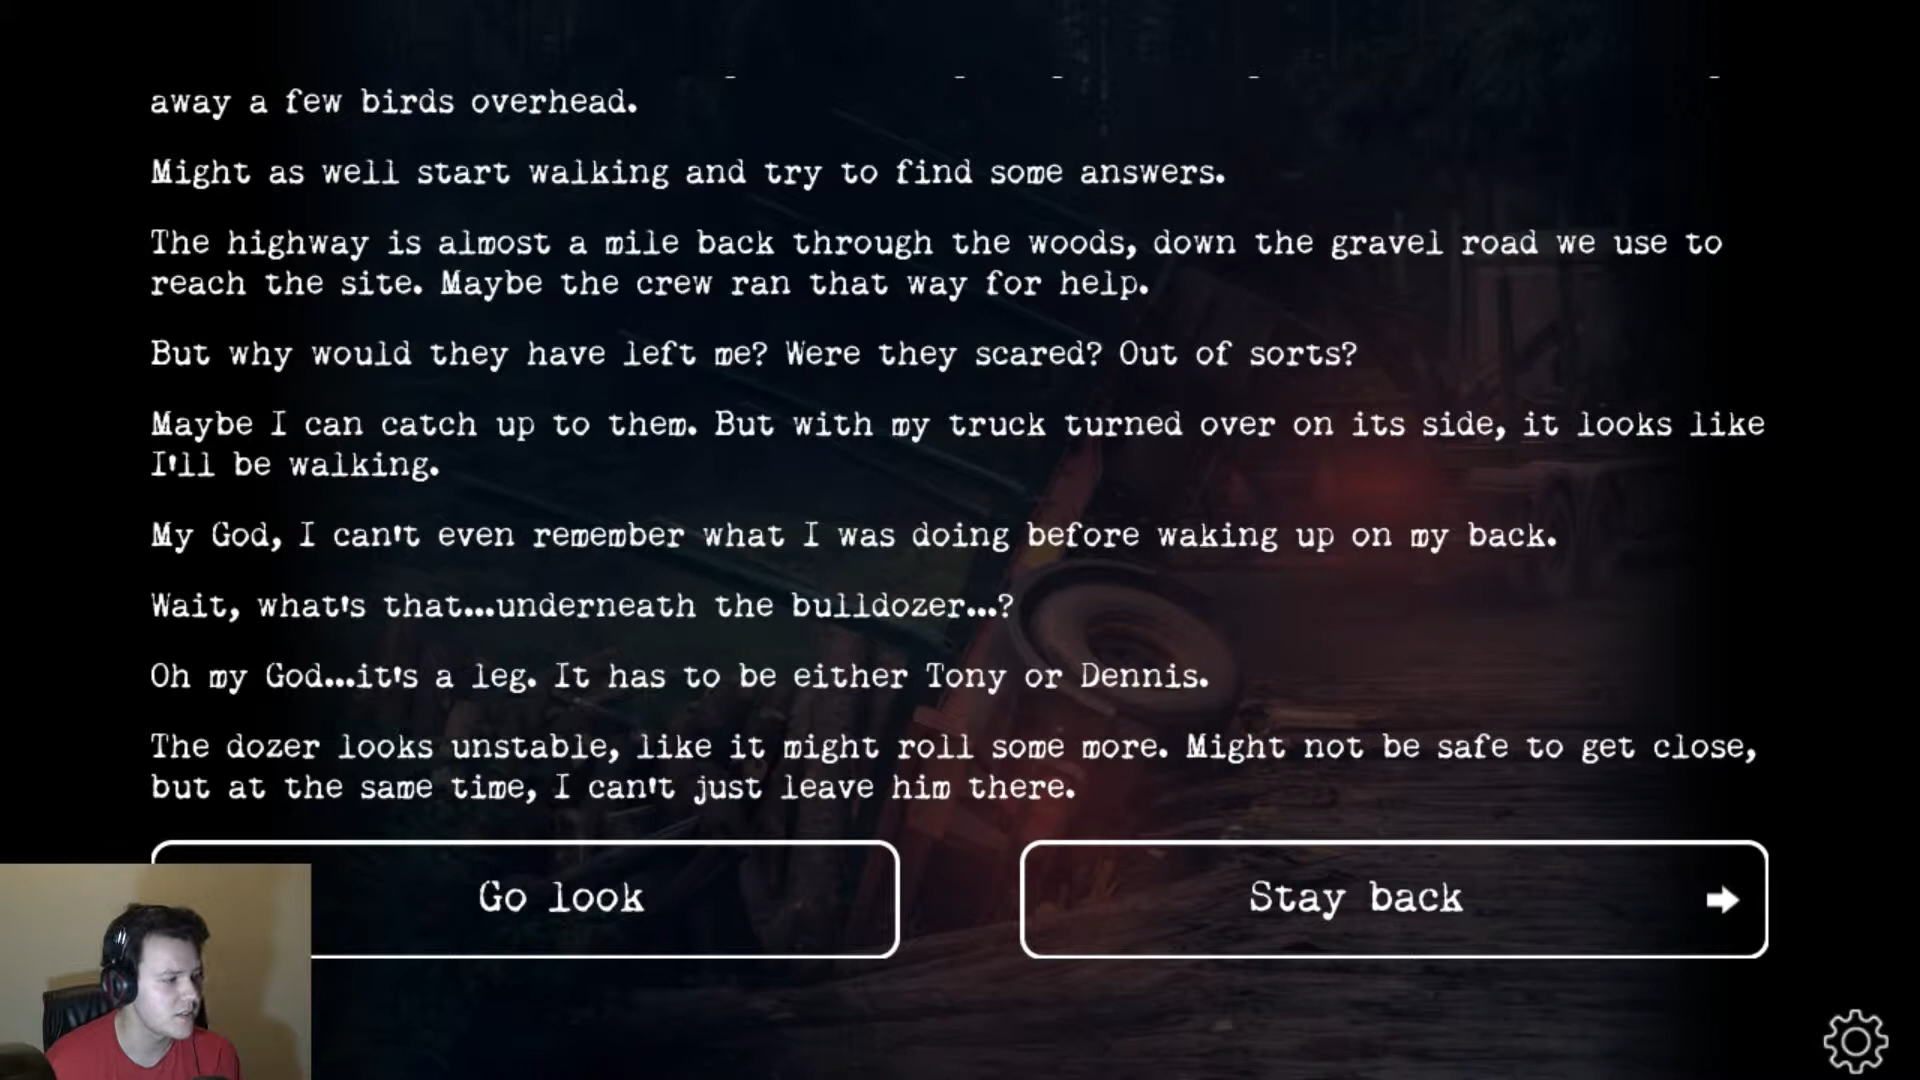 away a few birds overhead.
Might as well start walking and try to find some answers.
The highway is almost a mile back through the woods, down the gravel road we use to
reach the site. Maybe the crew ran that way for help.
But why would they have left me? Were they scared? Out of sorts?
Maybe I can catch up to them. But with my truck turned over on its side, it looks like
I'll be walking.
My God, I can't even remember what I was doing before waking up on my back.
Wait, what's that...underneath the bulldozer...?
Oh my God...it's a leg. It has to be either Tony or Dennis.
The dozer looks unstable, like it might roll some more. Might not be safe to get close,
but at the same time, I can't just leave him there.
Go look
Stay back